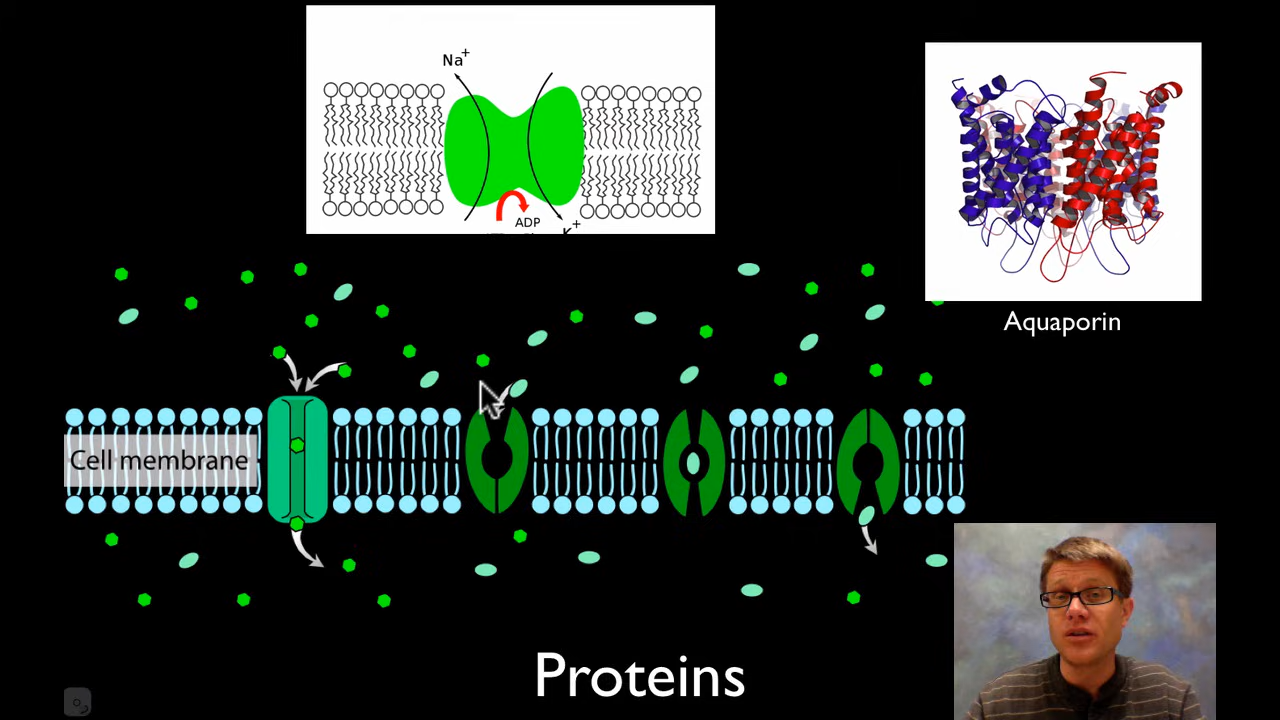 Na+
ADP
K+
Aquaporin
Cell membrane
Proteins